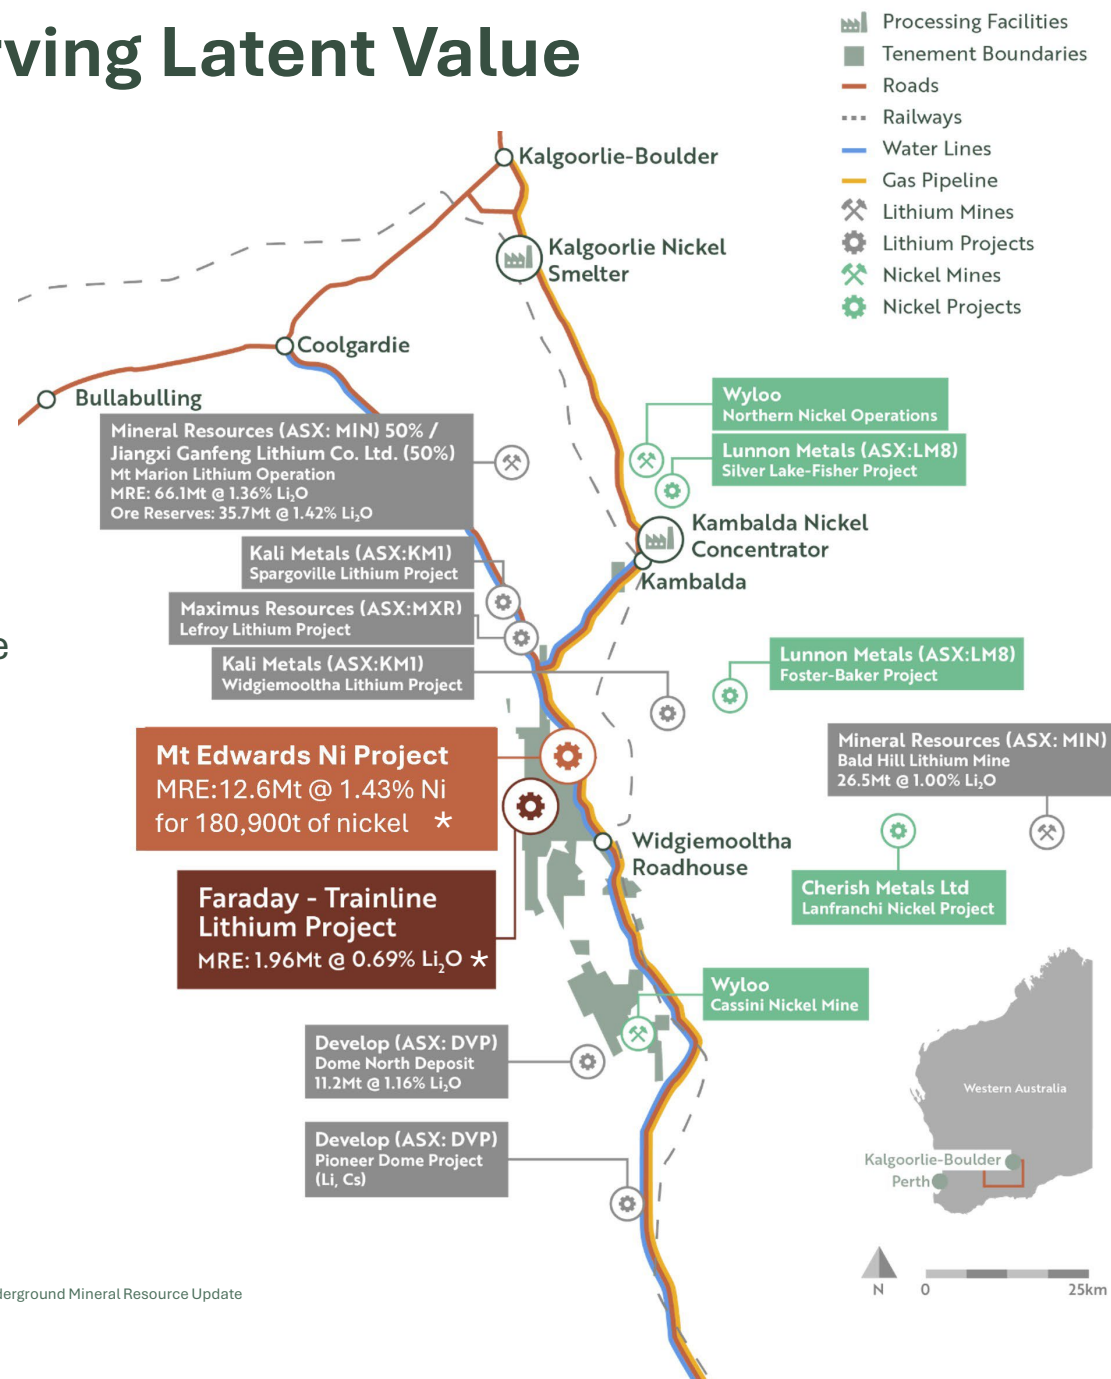 rving Latent Value
Processing Facilities
Tenement Boundaries
Roads
Railways
Water Lines
Gas Pipeline
Lithium Mines
Lithium Projects
Nickel Mines
Nickel Projects
Kalgoorlie-Boulder
Kalgoorlie Nickel
Smelter
Coolgardie
Bullabulling
Mineral Resources (ASX: MIN) 50% /
Jiangxi Ganfeng Lithium Co. Ltd. (50%)
Mt Marion Lithium Operation
MRE: 66.1Mt @ 1.36% Li₂O
Ore Reserves: 35.7Mt @ 1.42% Li₂O
Wyloo
Northern Nickel Operations
Lunnon Metals (ASX:LM8)
Silver Lake-Fisher Project
Kambalda Nickel
Concentrator
Kambalda
Kali Metals (ASX:KM1)
Spargoville Lithium Project
Maximus Resources (ASX:MXR)
Lefroy Lithium Project
Kali Metals (ASX:KM1)
Widgiemooltha Lithium Project
e
Lunnon Metals (ASX:LM8)
Foster-Baker Project
Mt Edwards Ni Project
MRE:12.6Mt @ 1.43% Ni
for 180,900t of nickel *
Mineral Resources (ASX: MIN)
Bald Hill Lithium Mine
26.5Mt @ 1.00% Li₂O
Widgiemooltha
Roadhouse
Cherish Metals Ltd
Lanfranchi Nickel Project
Faraday - Trainline
Lithium Project
MRE: 1.96Mt @ 0.69% Li₂O *
Wyloo
Cassini Nickel Mine
Develop (ASX: DVP)
Dome North Deposit
11.2Mt @ 1.16% Li₂O
Develop (ASX: DVP)
Pioneer Dome Project
(Li, Cs)
Western Australia
Kalgoorlie-Boulder
Perth
N
0
25km
derground Mineral Resource Update